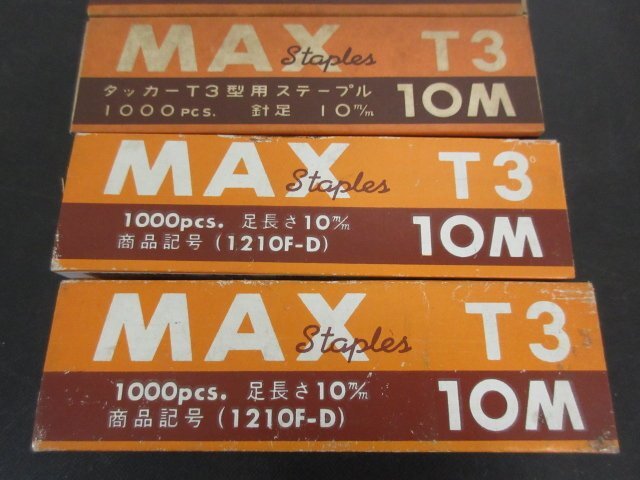 MAX Staples T3
タッカーT3型用ステープル
1000PCS. 針足 10m/m 10M
MAX Staples T3
1000pcs. 足長さ10m/m
商品記号(1210F-D) 10M
MAX Staples T3
1000pcs. 足長さ10m/m
商品記号(1210F-D) 10M